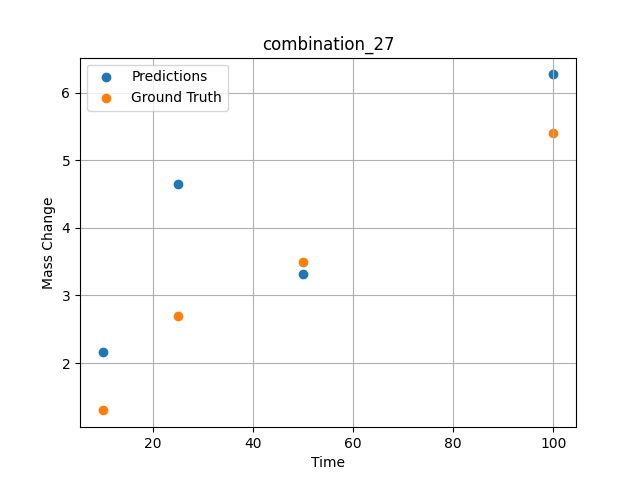 combination_27
Predictions
Ground Truth
Mass Change
6
5
4
3
2
20 40 60 80 100
Time